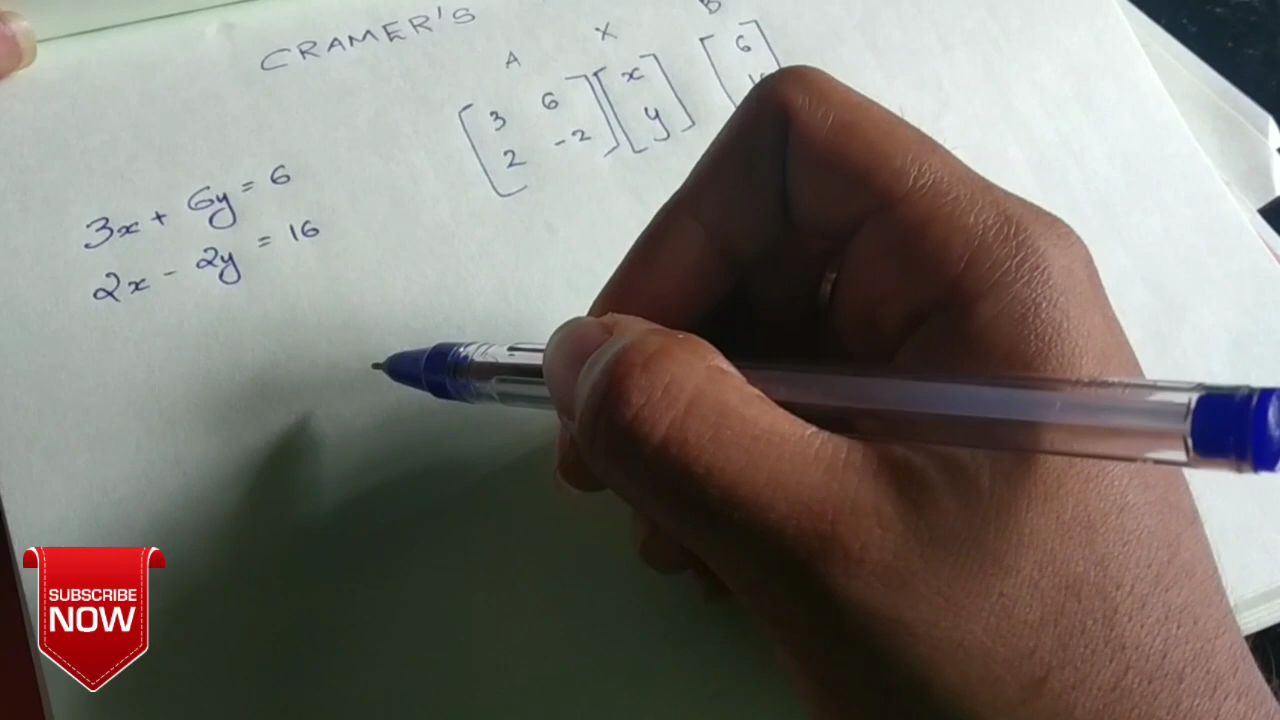 CRAMER'S
A X B
3 6 x 6
2 -2 y
3x + 6y = 6
2x - 2y = 16
SUBSCRIBE
NOW